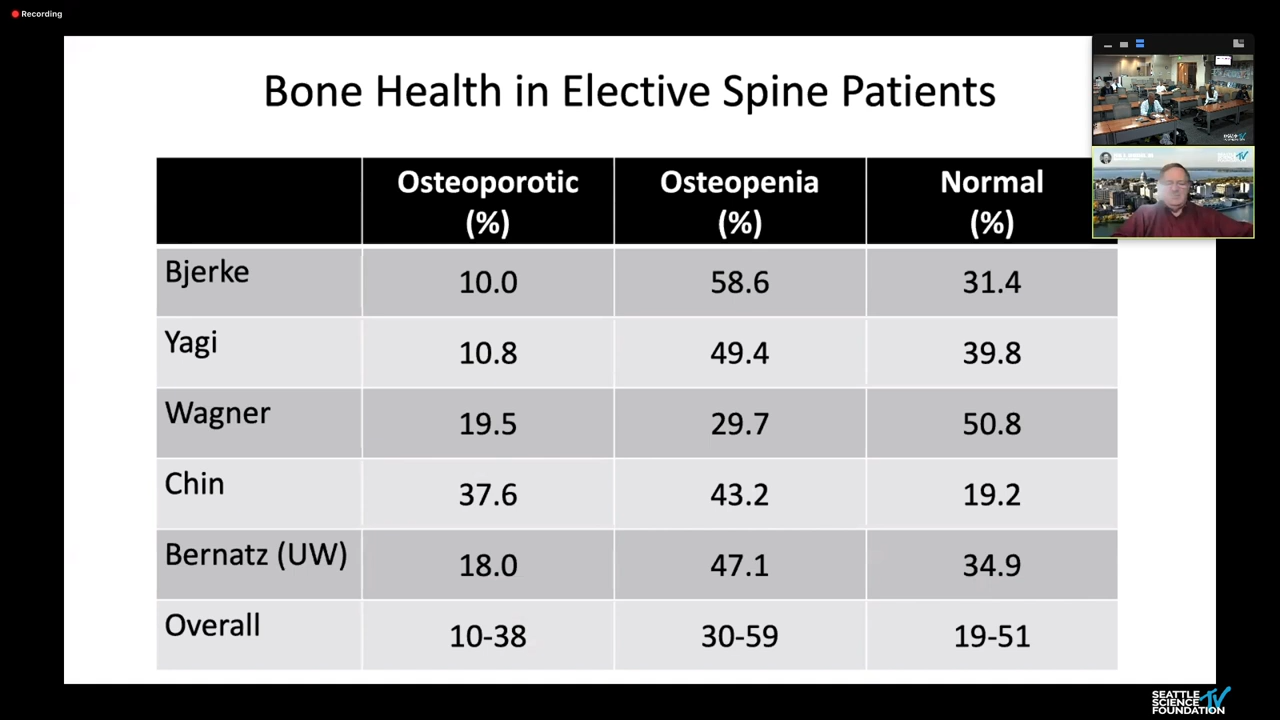 Recording
Bone Health in Elective Spine Patients
Osteoporotic (%) Osteopenia (%) Normal (%)
Bjerke 10.0 58.6 31.4
Yagi 10.8 49.4 39.8
Wagner 19.5 29.7 50.8
Chin 37.6 43.2 19.2
Bernatz (UW) 18.0 47.1 34.9
Overall 10-38 30-59 19-51
SEATTLE
SCIENCE TV
FOUNDATION